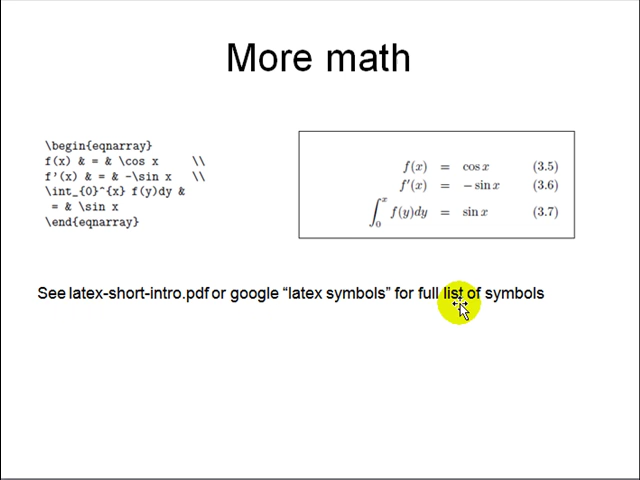 More math
\begin{eqnarray}
f(x) & = & \cos x \\
f'(x) & = & -\sin x \\
\int_{0}^{x} f(y)dy &
= & \sin x
\end{eqnarray}
f(x) = cos x (3.5)
f′(x) = − sin x (3.6)
∫₀ˣ f(y)dy = sin x (3.7)
See latex-short-intro.pdf or google “latex symbols” for full list of symbols